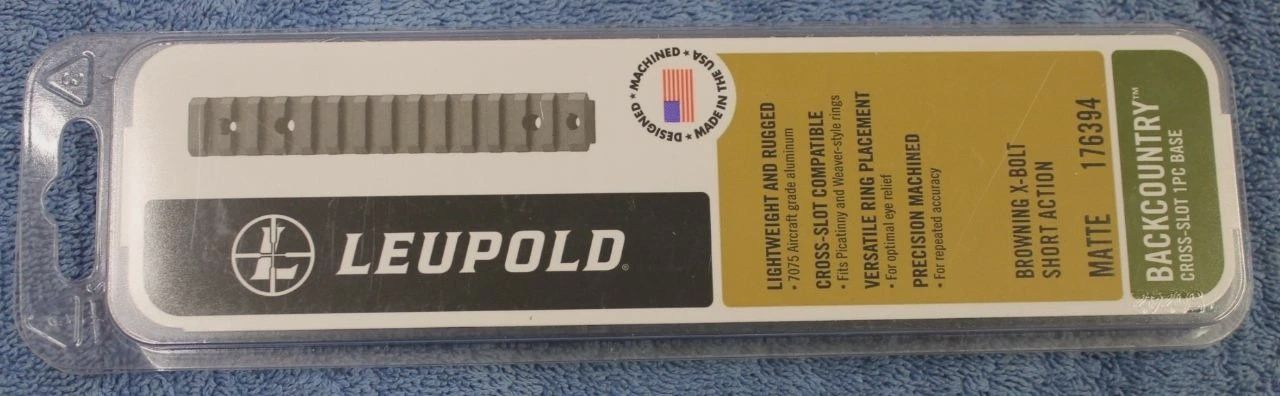 DESIGNED ★ MACHINED ★ MADE IN THE USA ★
LEUPOLD®
LIGHTWEIGHT AND RUGGED
• 7075 Aircraft grade aluminum
CROSS-SLOT COMPATIBLE
• Fits Picatinny and Weaver-style rings
VERSATILE RING PLACEMENT
• For optimal eye relief
PRECISION MACHINED
• For repeated accuracy
BROWNING X-BOLT
SHORT ACTION
MATTE 176394
BACKCOUNTRY™
CROSS-SLOT 1PC BASE